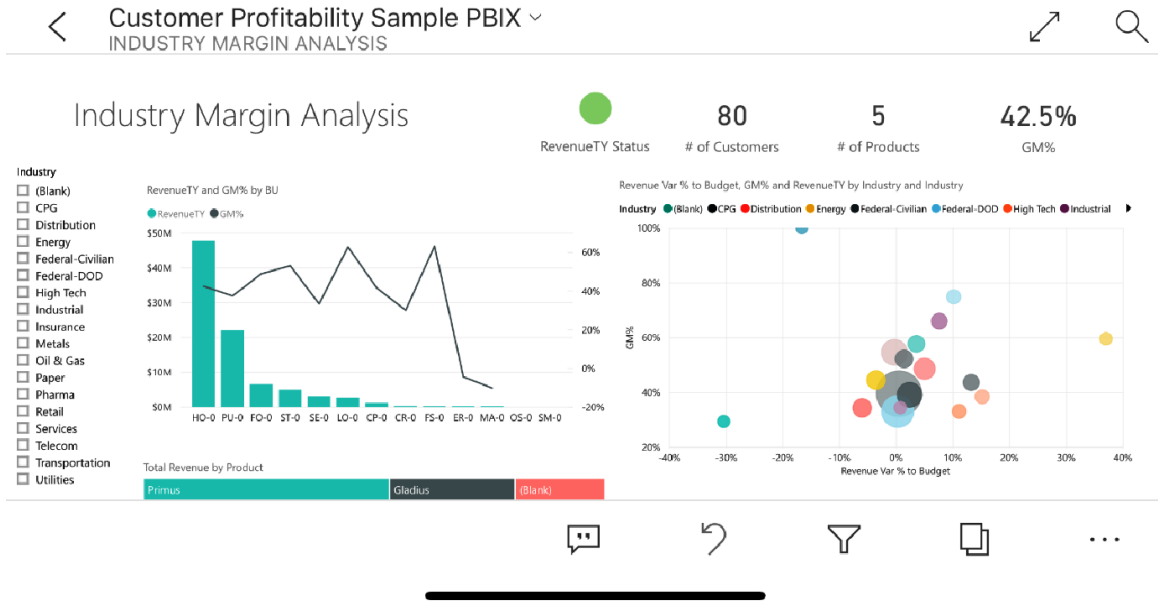 Customer Profitability Sample PBIX
INDUSTRY MARGIN ANALYSIS
Industry Margin Analysis
RevenueTY Status
80
# of Customers
5
# of Products
42.5%
GM%
Industry
(Blank)
CPG
Distribution
Energy
Federal-Civilian
Federal-DOD
High Tech
Industrial
Insurance
Metals
Oil & Gas
Paper
Pharma
Retail
Services
Telecom
Transportation
Utilities
RevenueTY and GM% by BU
RevenueTY GM%
$50M
$40M
$30M
$20M
$10M
$0M
60%
40%
20%
0%
-20%
HO-0 PU-0 FO-0 ST-0 SE-0 LO-0 CP-0 CR-0 FS-0 ER-0 MA-0 OS-0 SM-0
Total Revenue by Product
Primus Gladius (Blank)
Revenue Var % to Budget, GM% and RevenueTY by Industry and Industry
Industry (Blank) CPG Distribution Energy Federal-Civilian Federal-DOD High Tech Industrial
GM%
100%
80%
60%
40%
20%
-40% -30% -20% -10% 0% 10% 20% 30% 40%
Revenue Var % to Budget